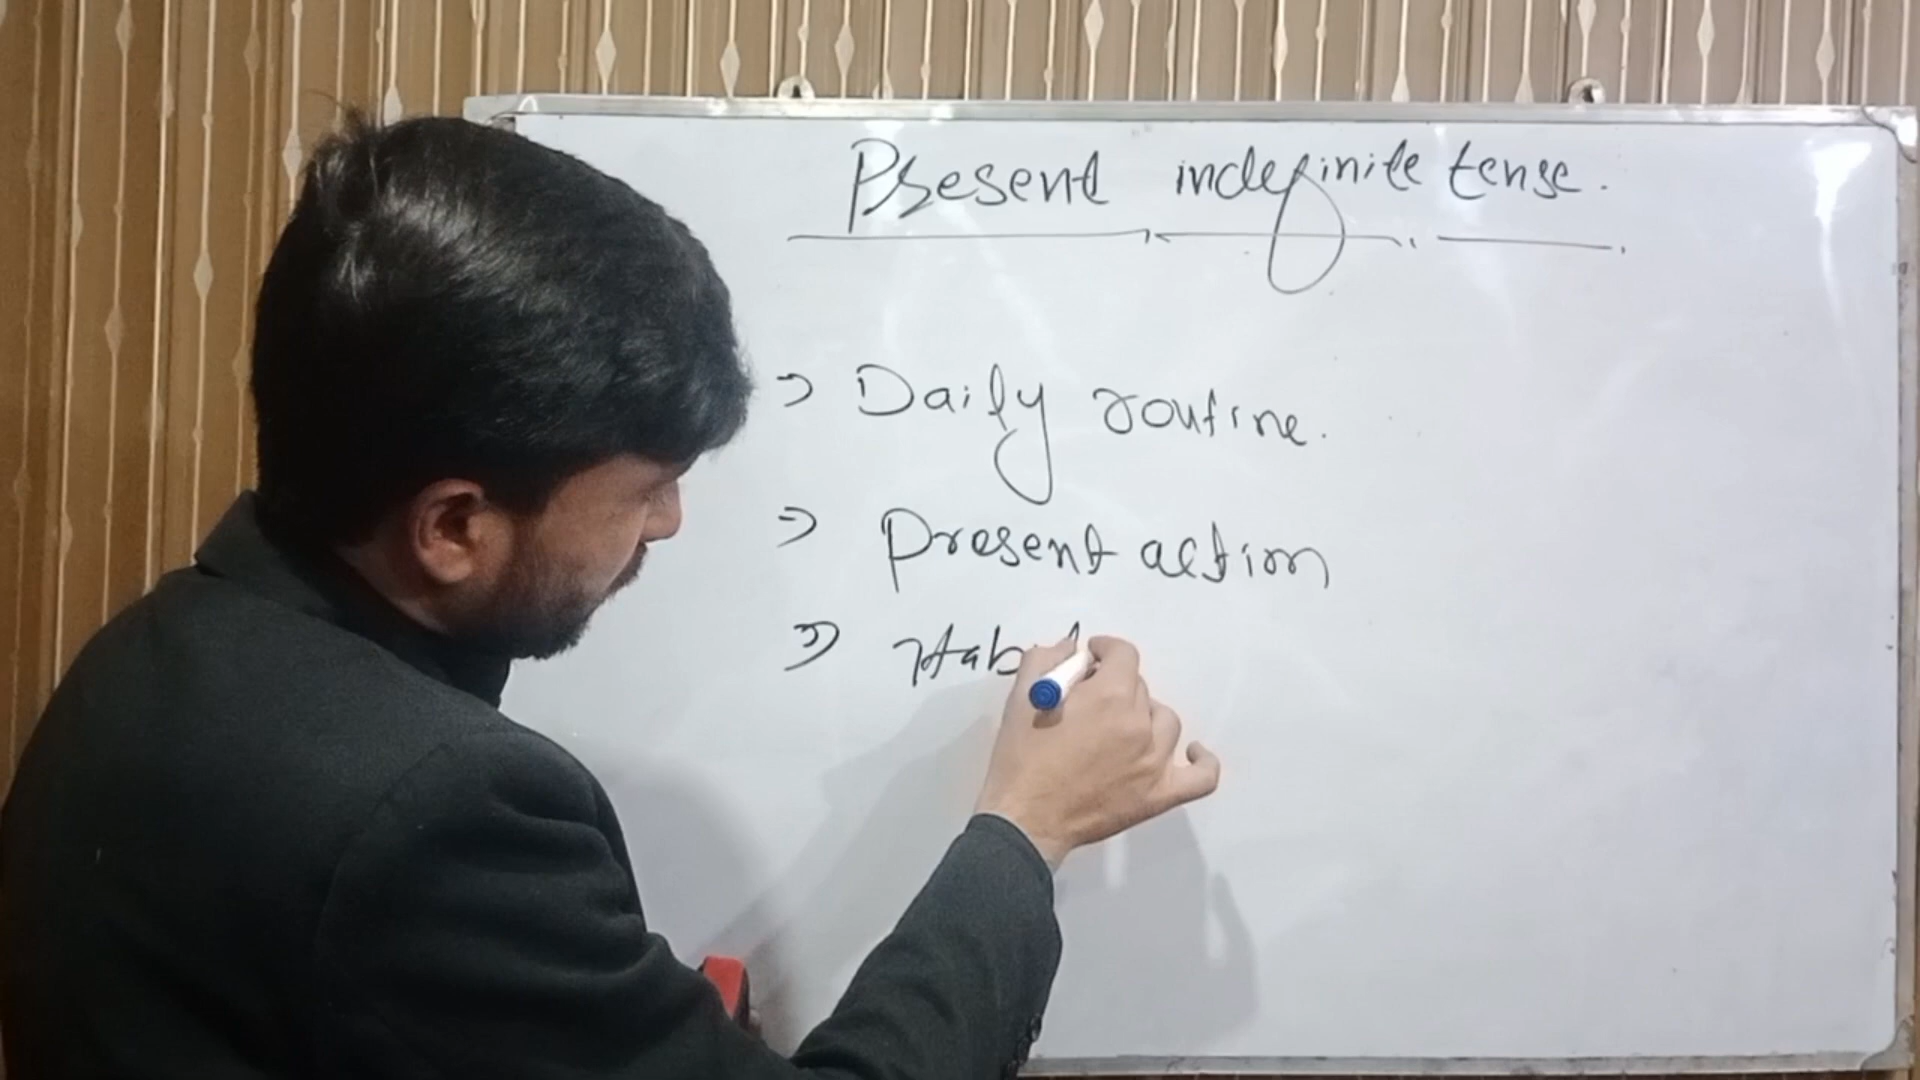 Present indefinite tense.
Daily routine.
Present action
Hab